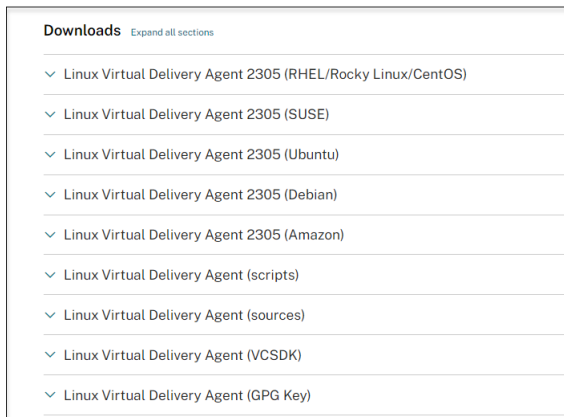 Downloads Expand all sections
Linux Virtual Delivery Agent 2305 (RHEL/Rocky Linux/CentOS)
Linux Virtual Delivery Agent 2305 (SUSE)
Linux Virtual Delivery Agent 2305 (Ubuntu)
Linux Virtual Delivery Agent 2305 (Debian)
Linux Virtual Delivery Agent 2305 (Amazon)
Linux Virtual Delivery Agent (scripts)
Linux Virtual Delivery Agent (sources)
Linux Virtual Delivery Agent (VCSDK)
Linux Virtual Delivery Agent (GPG Key)